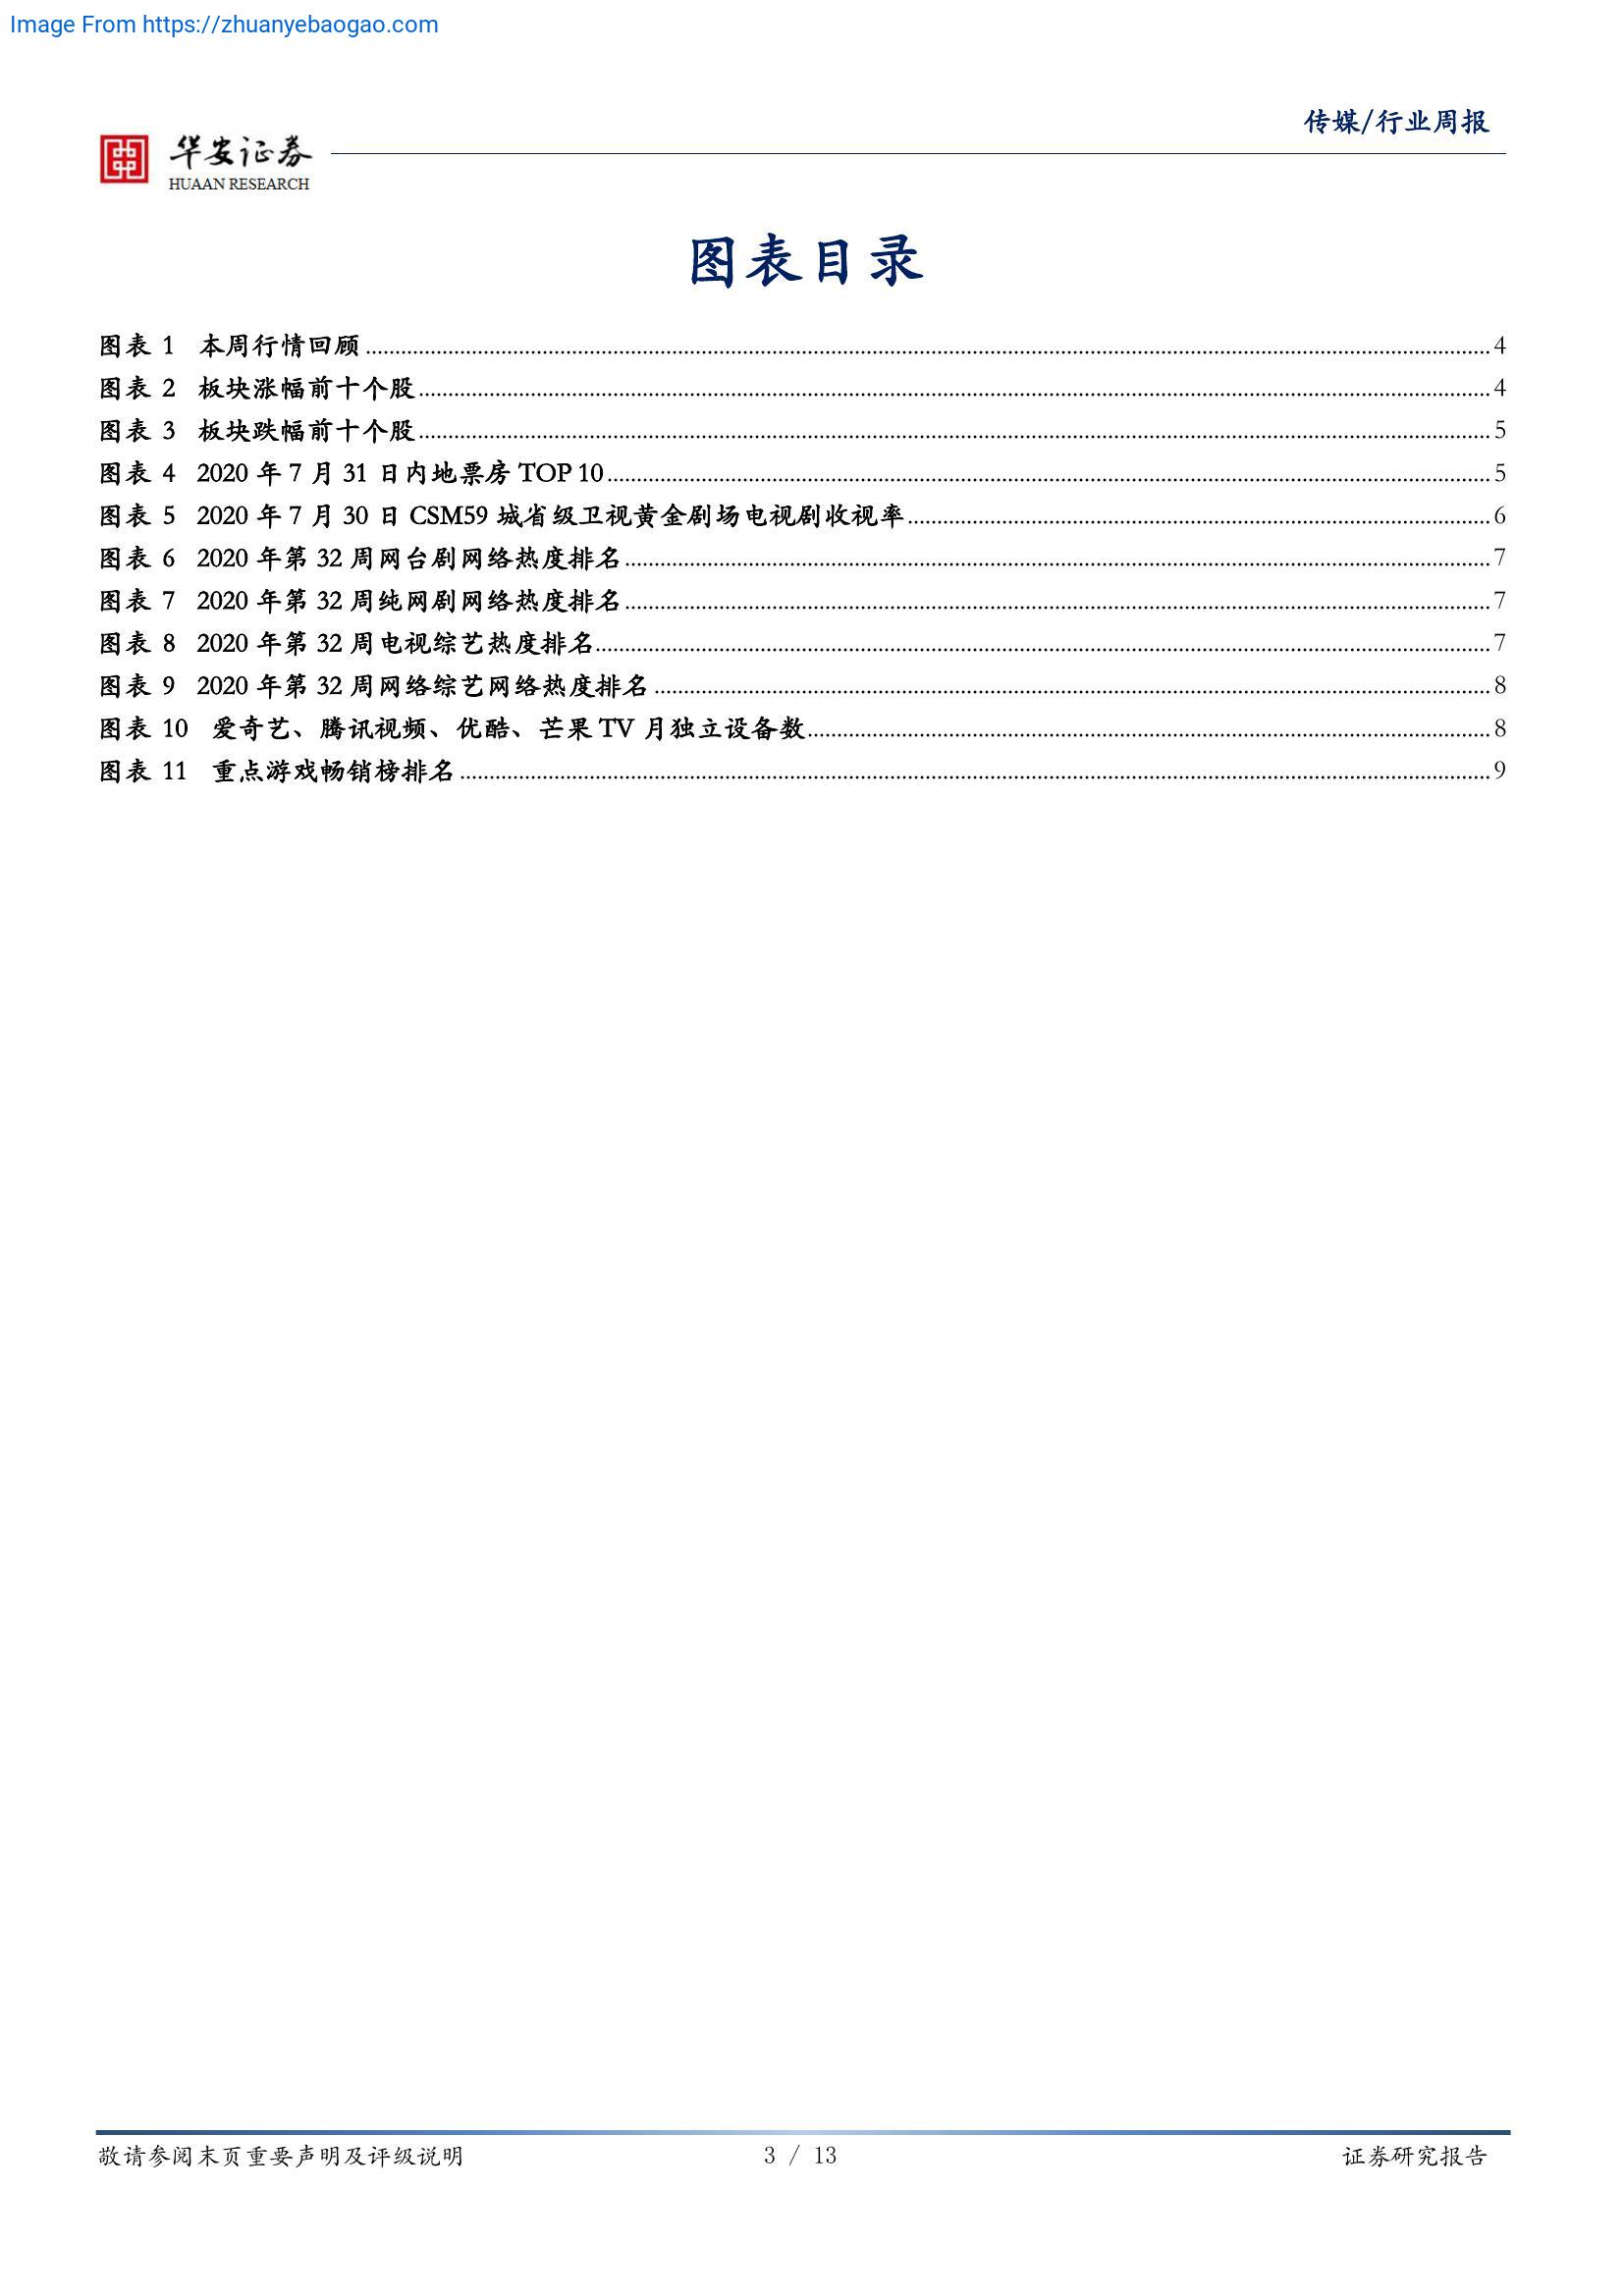 Image From https://zhuanyebaogao.com
传媒/行业周报
华安证券
HUAAN RESEARCH
图表目录
图表 1 本周行情回顾 4
图表 2 板块涨幅前十个股 4
图表 3 板块跌幅前十个股 5
图表 4 2020 年 7 月 31 日内地票房 TOP 10 5
图表 5 2020 年 7 月 30 日 CSM59 城省级卫视黄金剧场电视剧收视率 6
图表 6 2020 年第 32 周网台剧网络热度排名 7
图表 7 2020 年第 32 周纯网剧网络热度排名 7
图表 8 2020 年第 32 周电视综艺热度排名 7
图表 9 2020 年第 32 周网络综艺网络热度排名 8
图表 10 爱奇艺、腾讯视频、优酷、芒果 TV 月独立设备数 8
图表 11 重点游戏畅销榜排名 9
敬请参阅末页重要声明及评级说明 3 / 13 证券研究报告